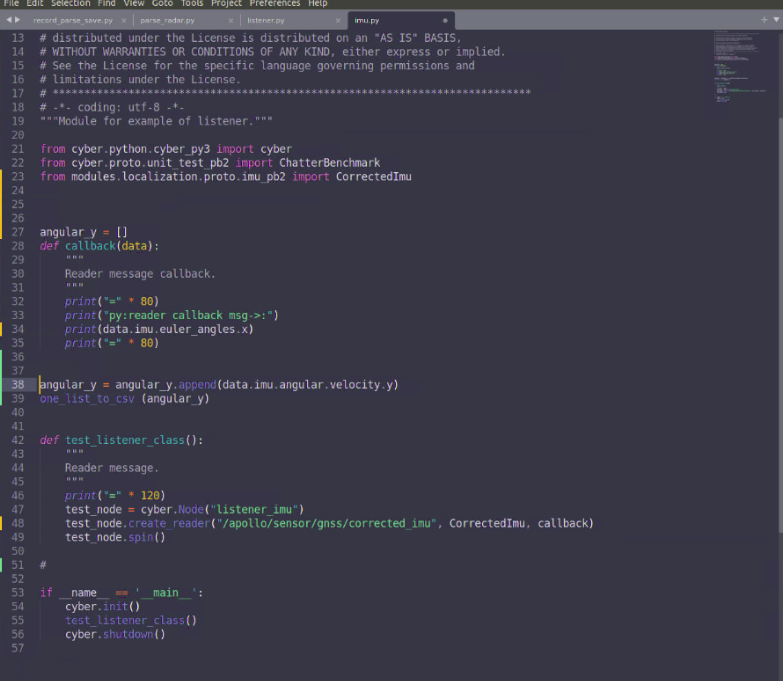 File Edit Selection Find View Goto Tools Project Preferences Help
record_parse_save.py × parse_radar.py × listener.py × imu.py
13 # distributed under the License is distributed on an "AS IS" BASIS,
14 # WITHOUT WARRANTIES OR CONDITIONS OF ANY KIND, either express or implied.
15 # See the License for the specific language governing permissions and
16 # limitations under the License.
17 # ****************************************************************************
18 # -*- coding: utf-8 -*-
19 """Module for example of listener."""
20
21 from cyber.python.cyber_py3 import cyber
22 from cyber.proto.unit_test_pb2 import ChatterBenchmark
23 from modules.localization.proto.imu_pb2 import CorrectedImu
24
25
26
27 angular_y = []
28 def callback(data):
29     """
30     Reader message callback.
31     """
32     print("=" * 80)
33     print("py:reader callback msg->:")
34     print(data.imu.euler_angles.x)
35     print("=" * 80)
36
37
38 angular_y = angular_y.append(data.imu.angular.velocity.y)
39 one_list_to_csv (angular_y)
40
41
42 def test_listener_class():
43     """
44     Reader message.
45     """
46     print("=" * 120)
47     test_node = cyber.Node("listener_imu")
48     test_node.create_reader("/apollo/sensor/gnss/corrected_imu", CorrectedImu, callback)
49     test_node.spin()
50
51 #
52
53 if __name__ == '__main__':
54     cyber.init()
55     test_listener_class()
56     cyber.shutdown()
57